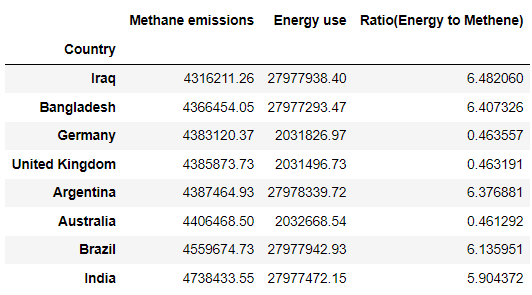 Methane emissions Energy use Ratio(Energy to Methene)
Country
Iraq 4316211.26 27977938.40 6.482060
Bangladesh 4366454.05 27977293.47 6.407326
Germany 4383120.37 2031826.97 0.463557
United Kingdom 4385873.73 2031496.73 0.463191
Argentina 4387464.93 27978339.72 6.376881
Australia 4406468.50 2032668.54 0.461292
Brazil 4559674.73 27977942.93 6.135951
India 4738433.55 27977472.15 5.904372